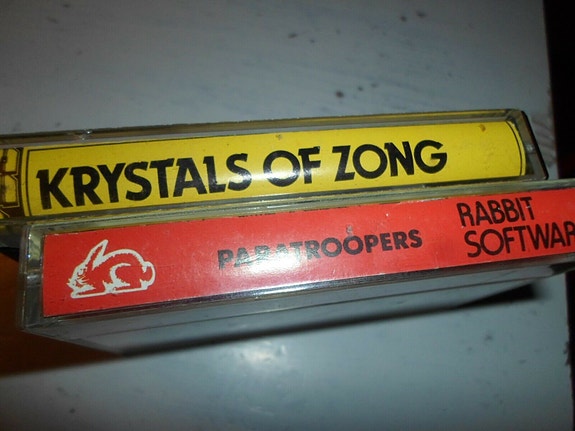 KRYSTALS OF ZONG
PARATROOPERS
RABBIT
SOFTWAR